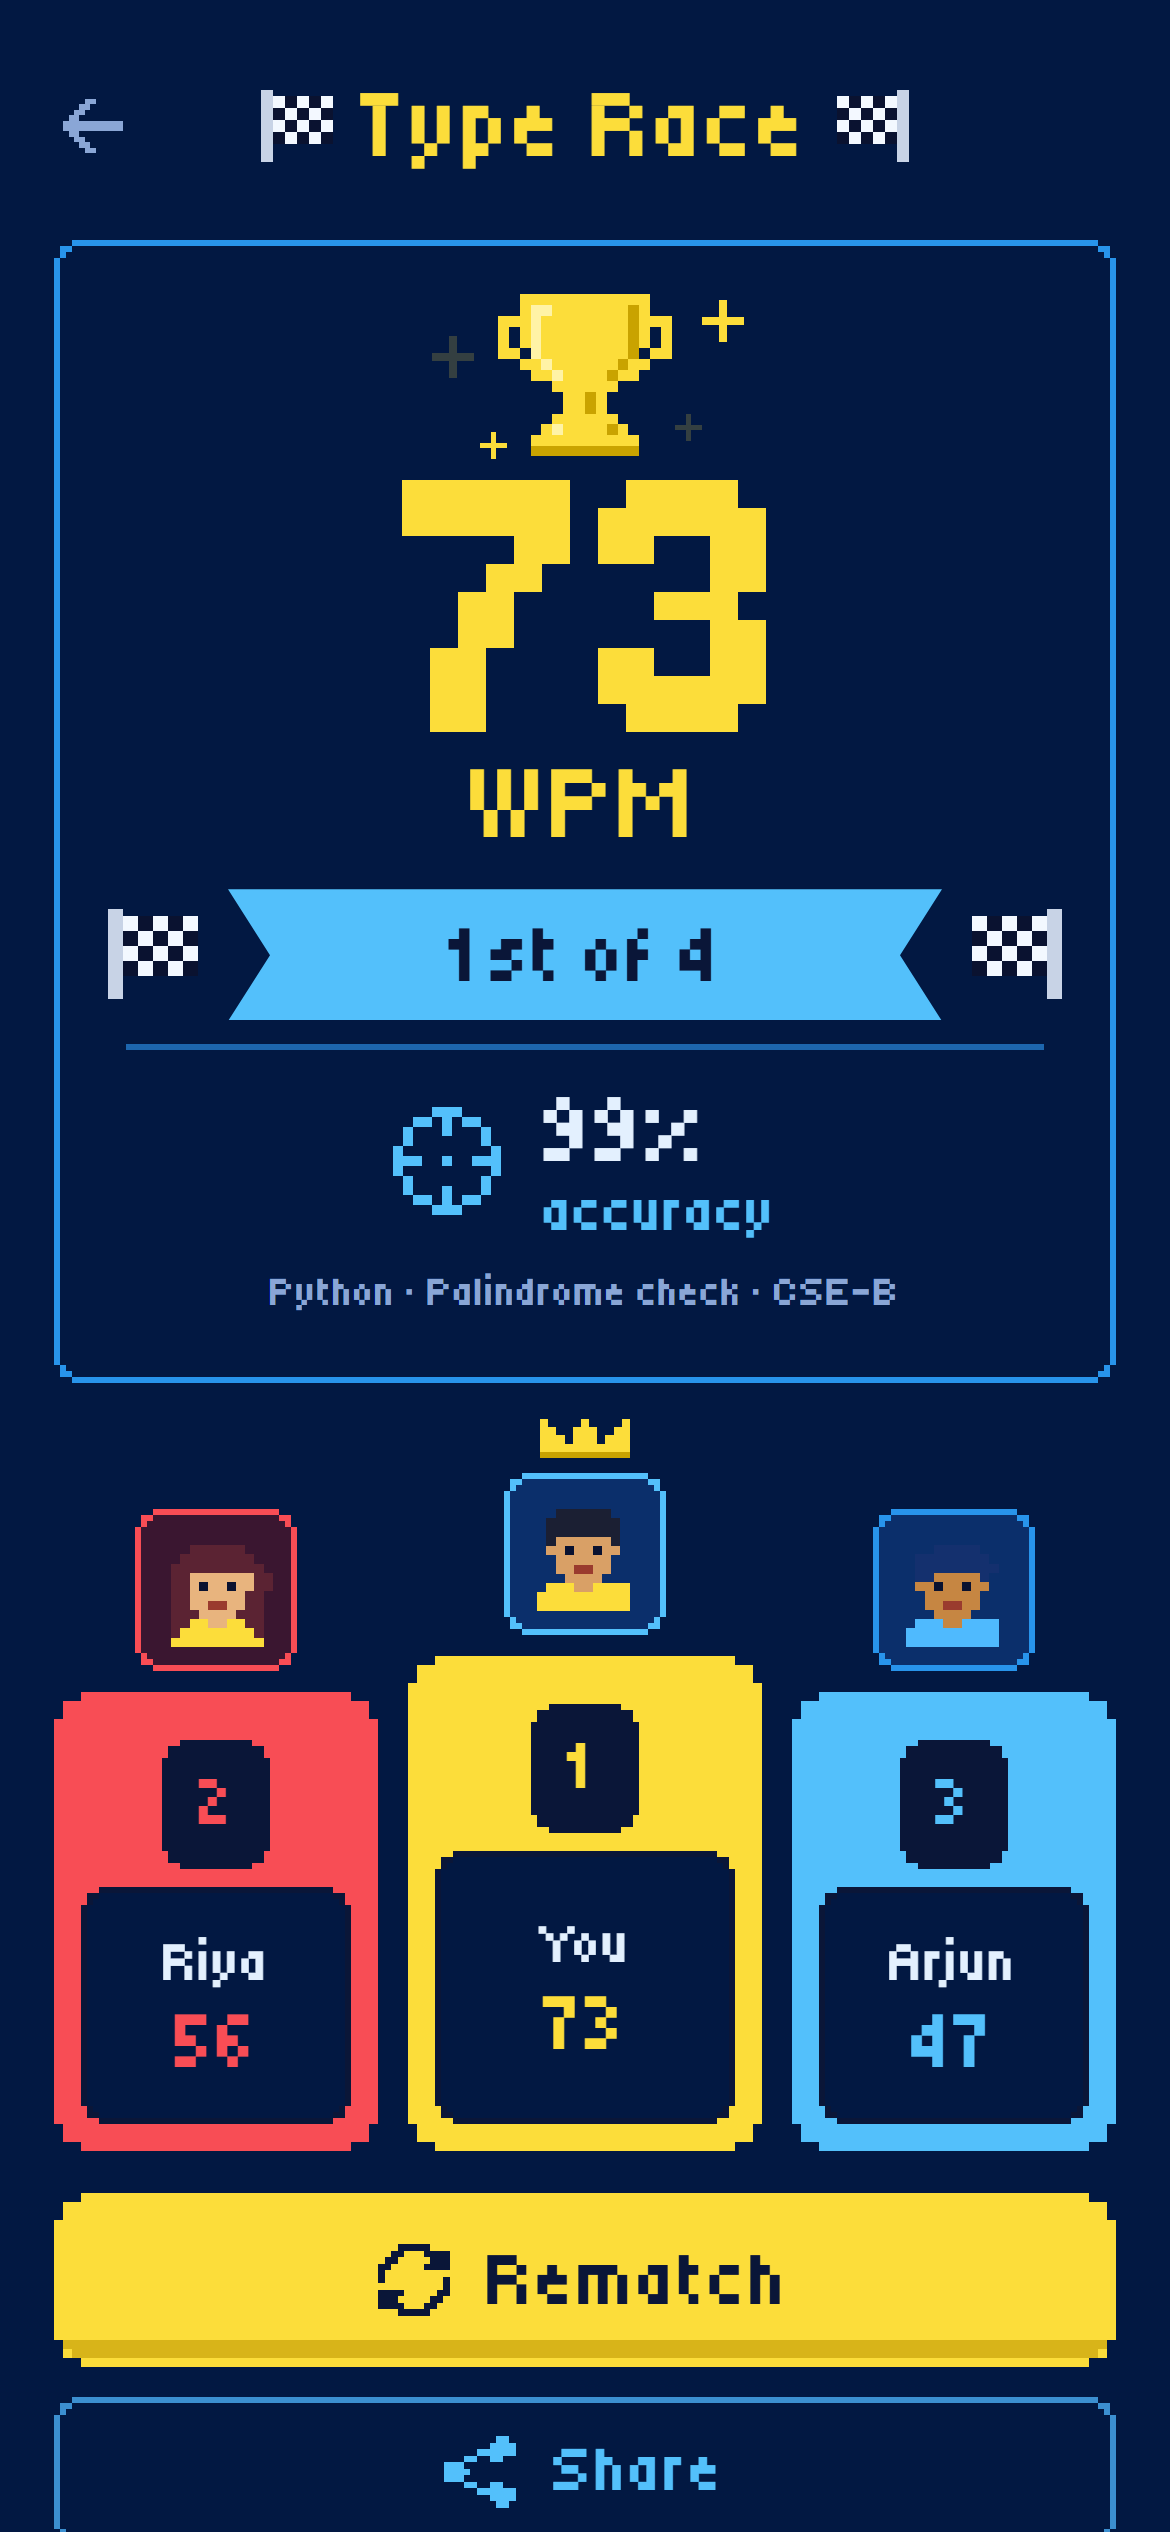 Type Race
73
WPM
1st of 4
99%
accuracy
Python · Palindrome check · CSE-B
2
1
3
Riya
You
Arjun
56
73
47
Rematch
Share